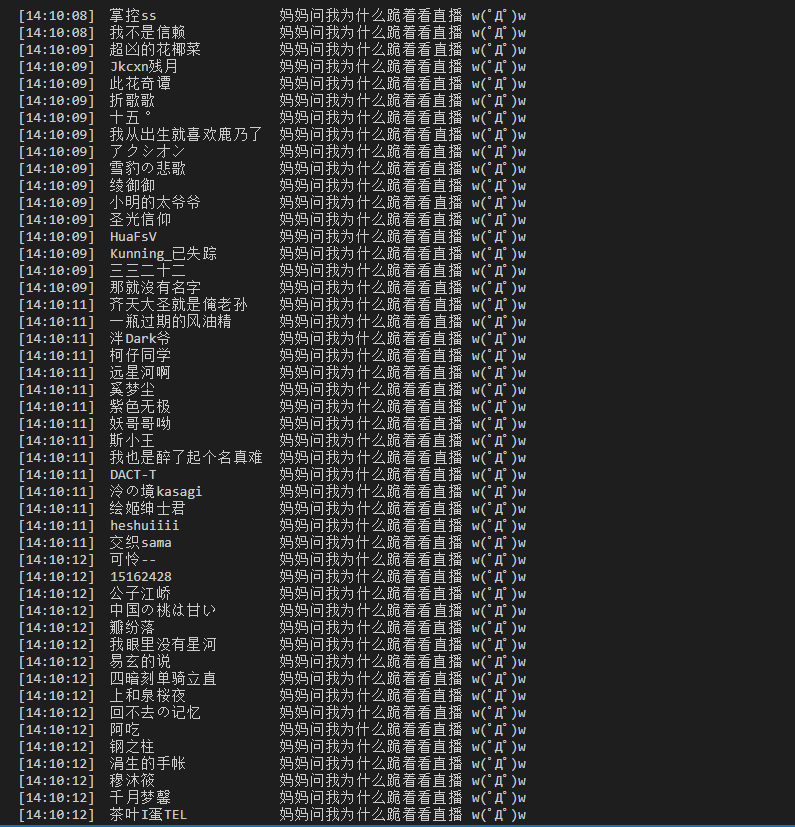 [14:10:08] 掌控ss 妈妈问我为什么跪着看直播 w(ﾟДﾟ)w
[14:10:08] 我不是信赖 妈妈问我为什么跪着看直播 w(ﾟДﾟ)w
[14:10:09] 超凶的花椰菜 妈妈问我为什么跪着看直播 w(ﾟДﾟ)w
[14:10:09] Jkcxn残月 妈妈问我为什么跪着看直播 w(ﾟДﾟ)w
[14:10:09] 此花奇谭 妈妈问我为什么跪着看直播 w(ﾟДﾟ)w
[14:10:09] 折歌歌 妈妈问我为什么跪着看直播 w(ﾟДﾟ)w
[14:10:09] 十五° 妈妈问我为什么跪着看直播 w(ﾟДﾟ)w
[14:10:09] 我从出生就喜欢鹿乃了 妈妈问我为什么跪着看直播 w(ﾟДﾟ)w
[14:10:09] アクシオン 妈妈问我为什么跪着看直播 w(ﾟДﾟ)w
[14:10:09] 雪豹の悲歌 妈妈问我为什么跪着看直播 w(ﾟДﾟ)w
[14:10:09] 绫御御 妈妈问我为什么跪着看直播 w(ﾟДﾟ)w
[14:10:09] 小明的太爷爷 妈妈问我为什么跪着看直播 w(ﾟДﾟ)w
[14:10:09] 圣光信仰 妈妈问我为什么跪着看直播 w(ﾟДﾟ)w
[14:10:09] HuaFsV 妈妈问我为什么跪着看直播 w(ﾟДﾟ)w
[14:10:09] Kunning_已失踪 妈妈问我为什么跪着看直播 w(ﾟДﾟ)w
[14:10:09] 三三二十二 妈妈问我为什么跪着看直播 w(ﾟДﾟ)w
[14:10:09] 那就沒有名字 妈妈问我为什么跪着看直播 w(ﾟДﾟ)w
[14:10:11] 齐天大圣就是俺老孙 妈妈问我为什么跪着看直播 w(ﾟДﾟ)w
[14:10:11] 一瓶过期的风油精 妈妈问我为什么跪着看直播 w(ﾟДﾟ)w
[14:10:11] 泮Dark爷 妈妈问我为什么跪着看直播 w(ﾟДﾟ)w
[14:10:11] 柯仔同学 妈妈问我为什么跪着看直播 w(ﾟДﾟ)w
[14:10:11] 远星河啊 妈妈问我为什么跪着看直播 w(ﾟДﾟ)w
[14:10:11] 奚梦尘 妈妈问我为什么跪着看直播 w(ﾟДﾟ)w
[14:10:11] 紫色无极 妈妈问我为什么跪着看直播 w(ﾟДﾟ)w
[14:10:11] 妖哥哥呦 妈妈问我为什么跪着看直播 w(ﾟДﾟ)w
[14:10:11] 斯小王 妈妈问我为什么跪着看直播 w(ﾟДﾟ)w
[14:10:11] 我也是醉了起个名真难 妈妈问我为什么跪着看直播 w(ﾟДﾟ)w
[14:10:11] DACT-T 妈妈问我为什么跪着看直播 w(ﾟДﾟ)w
[14:10:11] 泠の境kasagi 妈妈问我为什么跪着看直播 w(ﾟДﾟ)w
[14:10:11] 绘姬绅士君 妈妈问我为什么跪着看直播 w(ﾟДﾟ)w
[14:10:11] heshuiiii 妈妈问我为什么跪着看直播 w(ﾟДﾟ)w
[14:10:11] 交织sama 妈妈问我为什么跪着看直播 w(ﾟДﾟ)w
[14:10:12] 可怜-- 妈妈问我为什么跪着看直播 w(ﾟДﾟ)w
[14:10:12] 15162428 妈妈问我为什么跪着看直播 w(ﾟДﾟ)w
[14:10:12] 公子江峤 妈妈问我为什么跪着看直播 w(ﾟДﾟ)w
[14:10:12] 中国の桃は甘い 妈妈问我为什么跪着看直播 w(ﾟДﾟ)w
[14:10:12] 瓣纷落 妈妈问我为什么跪着看直播 w(ﾟДﾟ)w
[14:10:12] 我眼里没有星河 妈妈问我为什么跪着看直播 w(ﾟДﾟ)w
[14:10:12] 易玄的说 妈妈问我为什么跪着看直播 w(ﾟДﾟ)w
[14:10:12] 四暗刻单骑立直 妈妈问我为什么跪着看直播 w(ﾟДﾟ)w
[14:10:12] 上和泉桜夜 妈妈问我为什么跪着看直播 w(ﾟДﾟ)w
[14:10:12] 回不去の记忆 妈妈问我为什么跪着看直播 w(ﾟДﾟ)w
[14:10:12] 阿吃 妈妈问我为什么跪着看直播 w(ﾟДﾟ)w
[14:10:12] 钢之柱 妈妈问我为什么跪着看直播 w(ﾟДﾟ)w
[14:10:12] 涓生的手帐 妈妈问我为什么跪着看直播 w(ﾟДﾟ)w
[14:10:12] 穆沐筱 妈妈问我为什么跪着看直播 w(ﾟДﾟ)w
[14:10:12] 千月梦馨 妈妈问我为什么跪着看直播 w(ﾟДﾟ)w
[14:10:12] 茶叶I蛋TEL 妈妈问我为什么跪着看直播 w(ﾟДﾟ)w